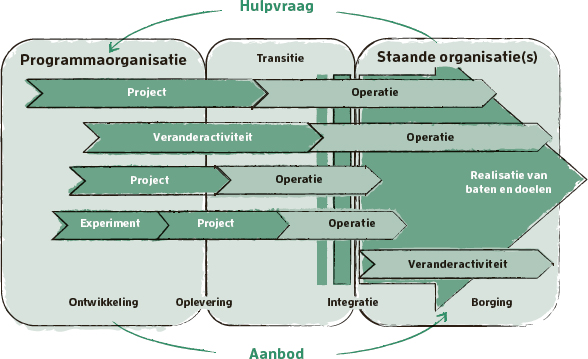 Hulpvraag
Programmaorganisatie
Transitie
Staande organisatie(s)
Project
Operatie
Veranderactiviteit
Operatie
Project
Operatie
Realisatie van
baten en doelen
Experiment
Project
Operatie
Veranderactiviteit
Ontwikkeling
Oplevering
Integratie
Borging
Aanbod